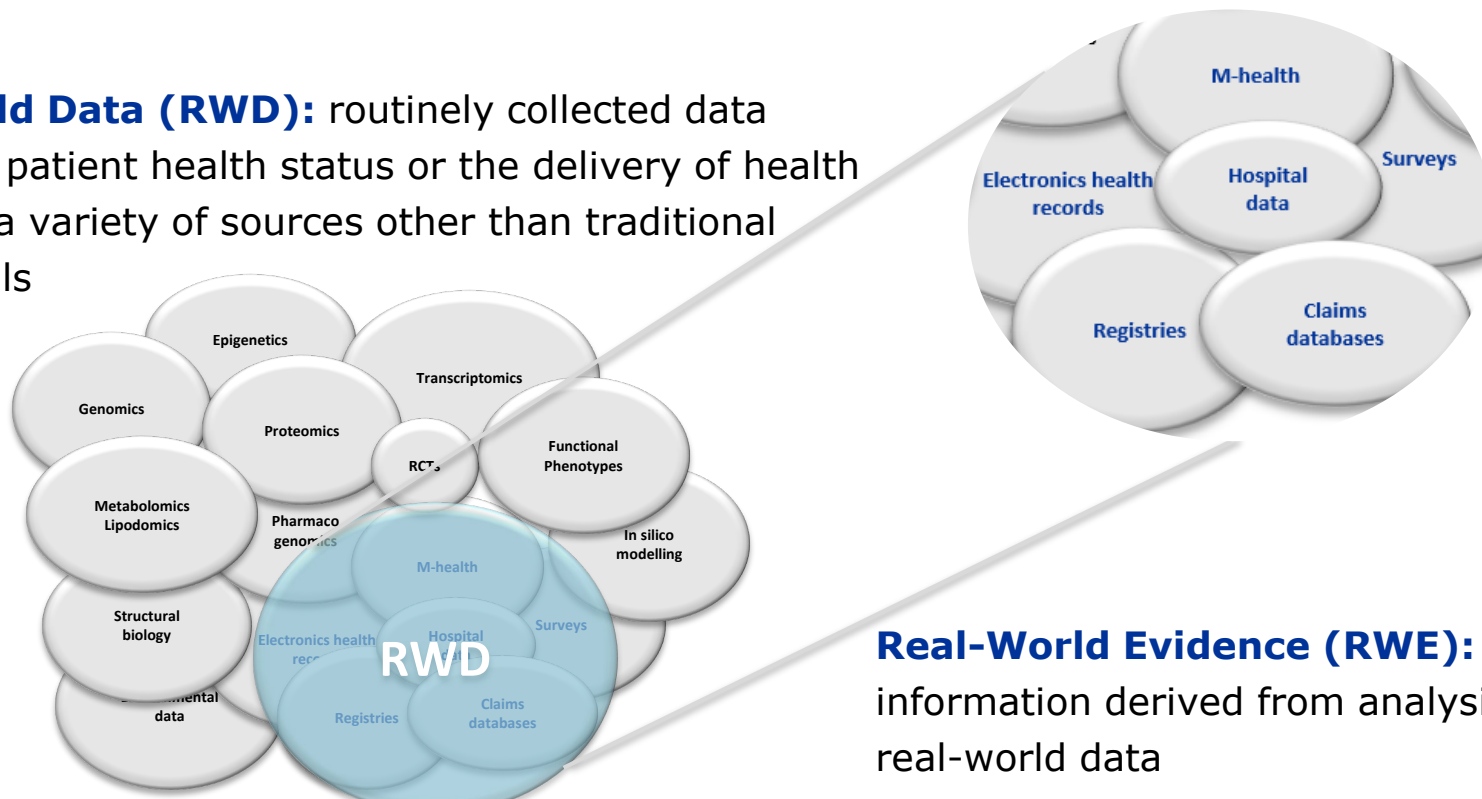 ld Data (RWD): routinely collected data
patient health status or the delivery of health
a variety of sources other than traditional
ls
Epigenetics
Transcriptomics
Genomics
Proteomics
RCTs
Functional
Phenotypes
Metabolomics
Lipodomics
Pharmaco
genomics
In silico
modelling
M-health
Structural
biology
Electronics health
Hospital
Surveys
RWD
Registries
Claims
databases
mental
data
M-health
Electronics health
records
Hospital
data
Surveys
Registries
Claims
databases
Real-World Evidence (RWE):
information derived from analysi
real-world data